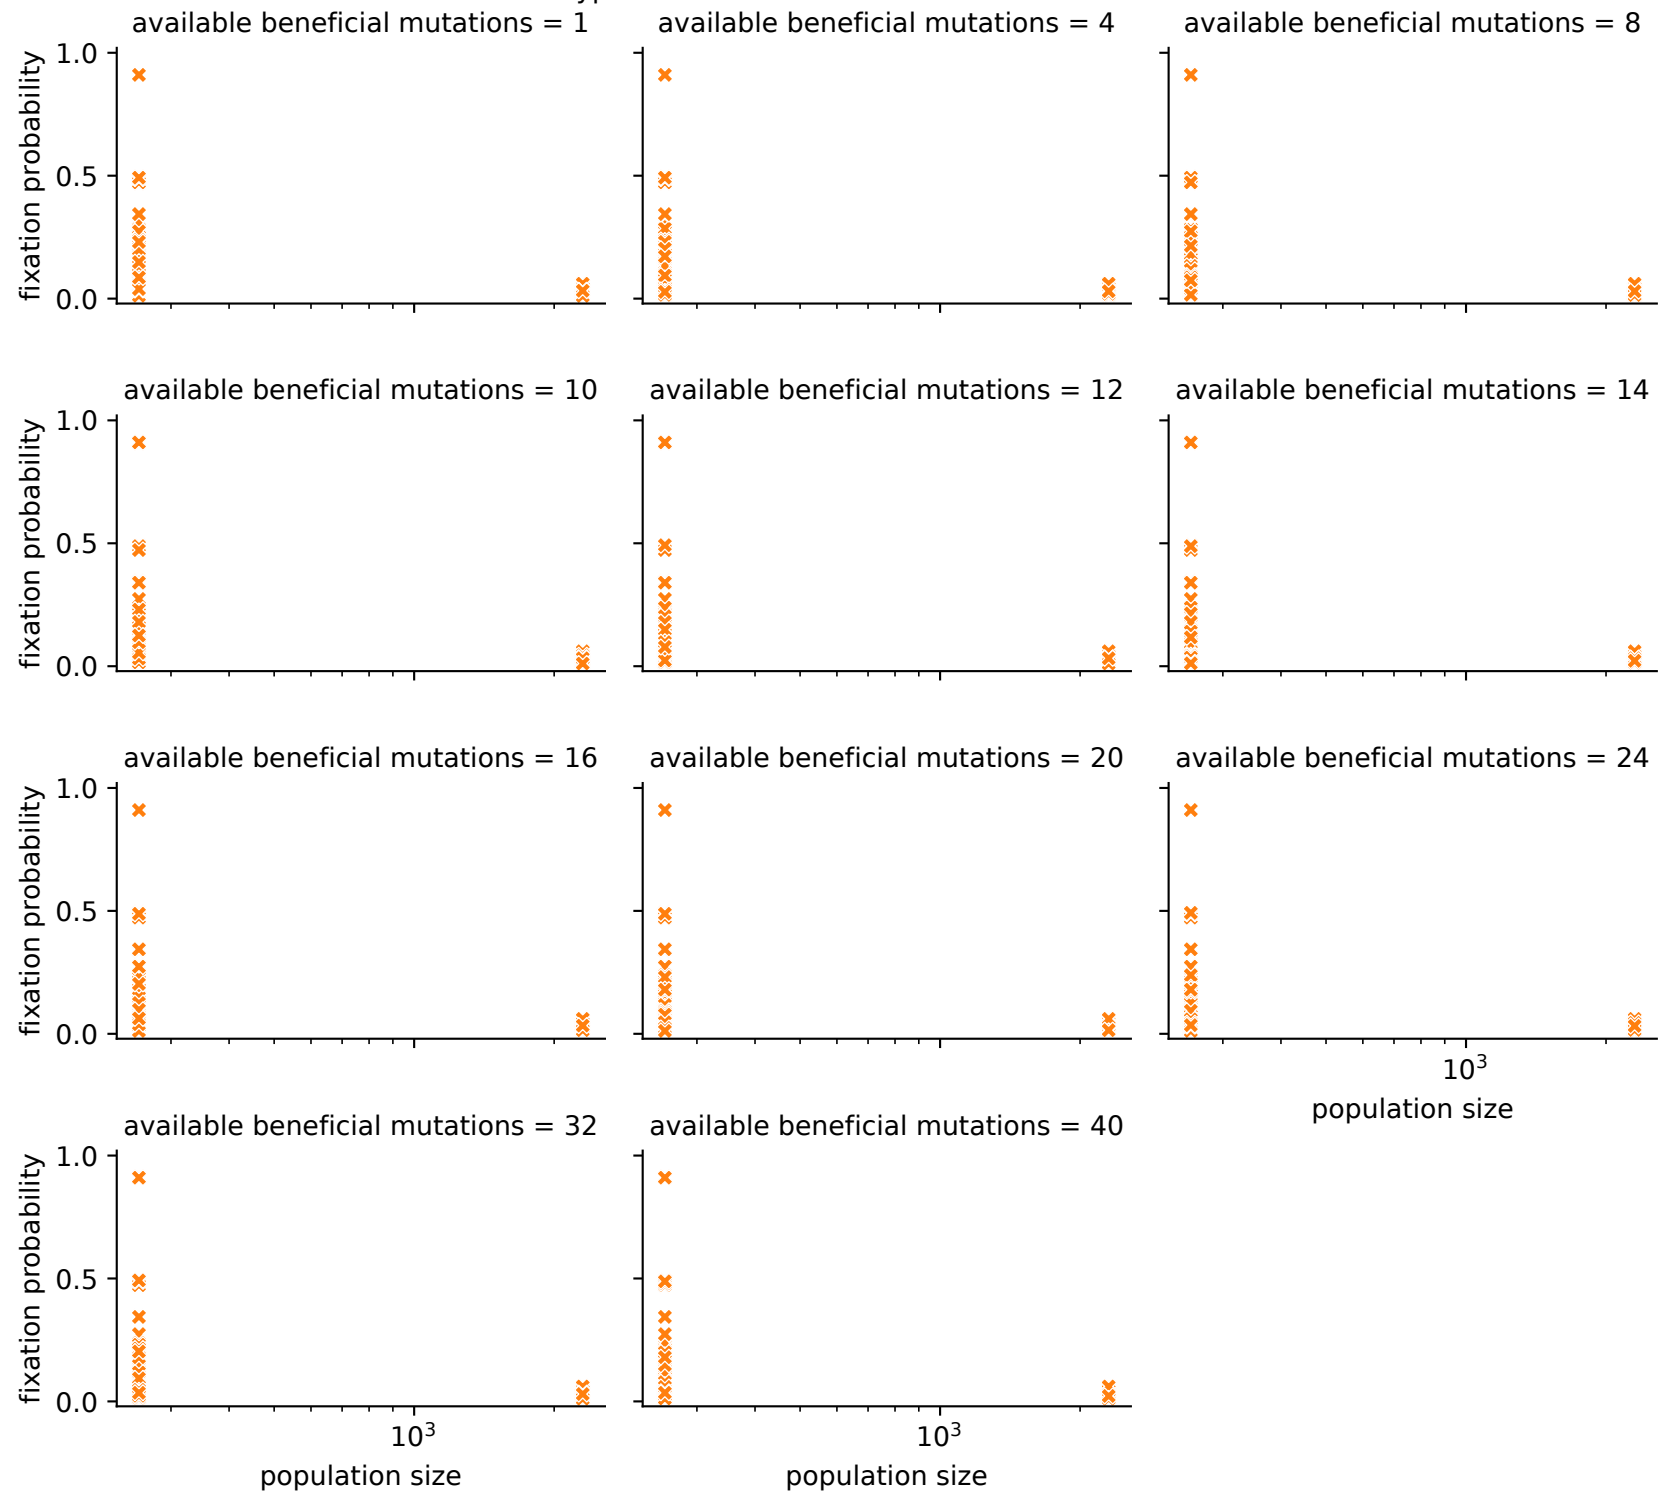 available beneficial mutations = 1
available beneficial mutations = 4
available beneficial mutations = 8
fixation probability
1.0
0.5
0.0
available beneficial mutations = 10
available beneficial mutations = 12
available beneficial mutations = 14
fixation probability
1.0
0.5
0.0
available beneficial mutations = 16
available beneficial mutations = 20
available beneficial mutations = 24
fixation probability
1.0
0.5
0.0
10³
population size
available beneficial mutations = 32
available beneficial mutations = 40
fixation probability
1.0
0.5
0.0
10³
10³
population size
population size